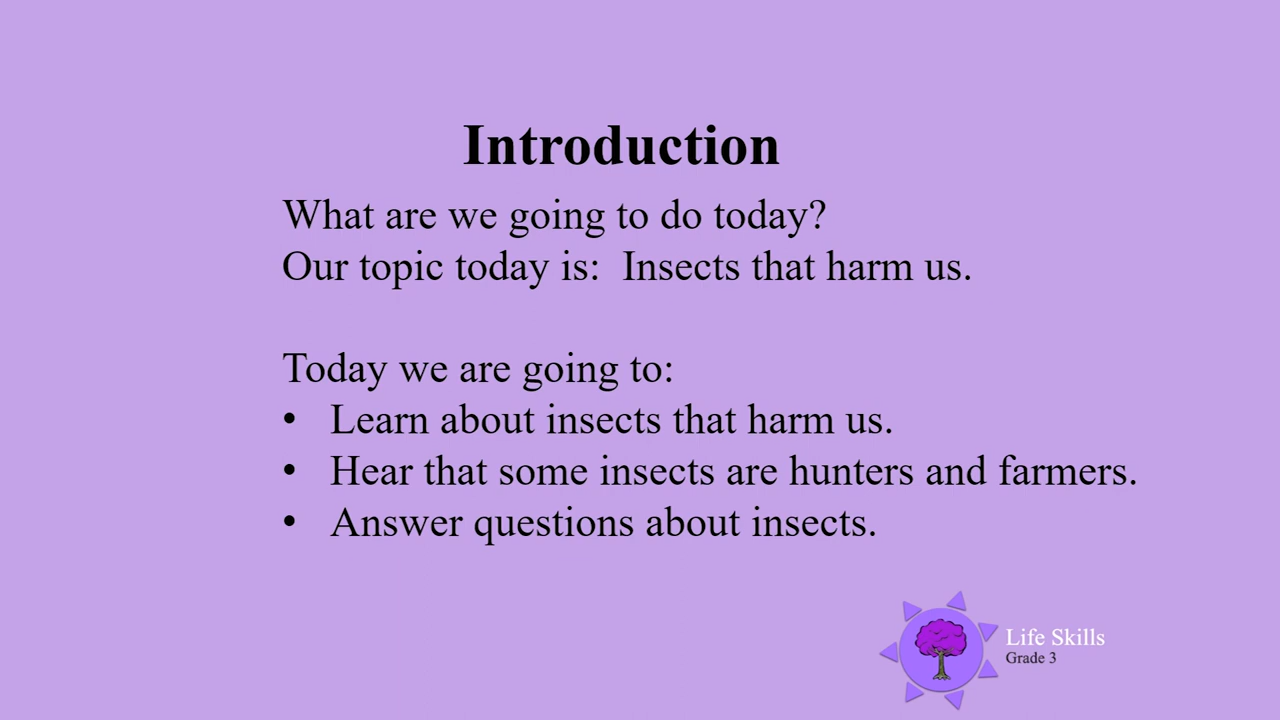 Introduction
What are we going to do today?
Our topic today is:  Insects that harm us.
Today we are going to:
• Learn about insects that harm us.
• Hear that some insects are hunters and farmers.
• Answer questions about insects.
Life Skills
Grade 3